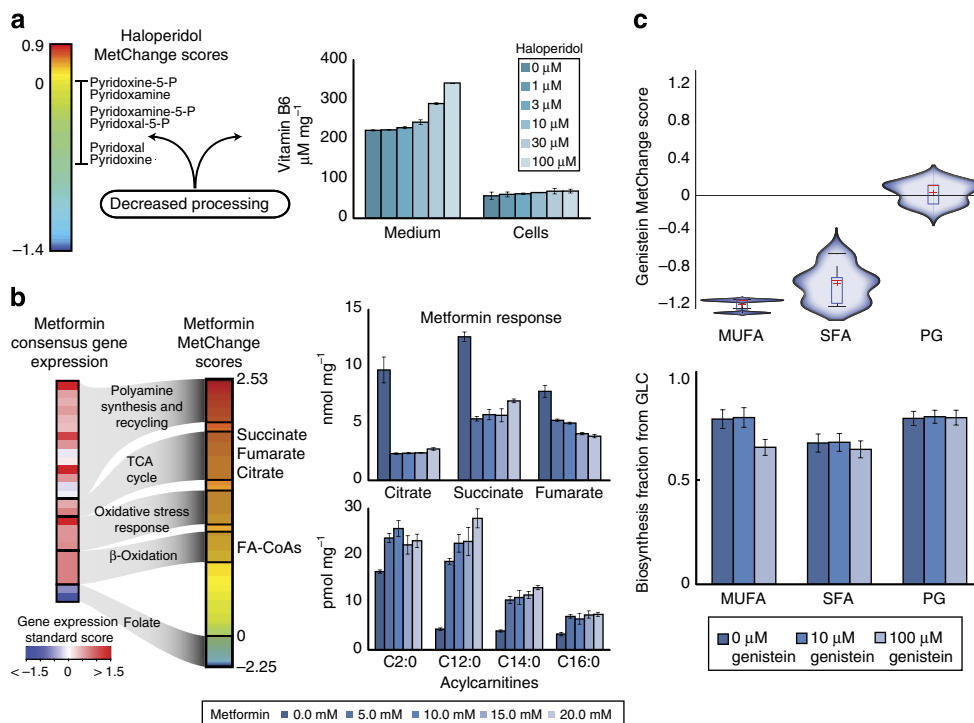 a
Haloperidol
MetChange scores
0.9
0
−1.4
Pyridoxine-5-P
Pyridoxamine
Pyridoxamine-5-P
Pyridoxal-5-P
Pyridoxal
Pyridoxine
Decreased processing
Vitamin B6
μM mg⁻¹
400
300
200
100
0
Medium
Cells
Haloperidol
0 μM
1 μM
3 μM
10 μM
30 μM
100 μM
b
Metformin
consensus gene
expression
Metformin
MetChange
scores
2.53
0
−2.25
Polyamine
synthesis and
recycling
TCA
cycle
Oxidative stress
response
β-Oxidation
Folate
Succinate
Fumarate
Citrate
FA-CoAs
Gene expression
standard score
< −1.5
0
> 1.5
Metformin response
nmol mg⁻¹
15
10
5
0
Citrate
Succinate
Fumarate
pmol mg⁻¹
30
20
10
0
C2:0
C12:0
C14:0
C16:0
Acylcarnitines
Metformin
0.0 mM
5.0 mM
10.0 mM
15.0 mM
20.0 mM
c
Genistein MetChange score
1.2
0.8
0.4
0
−0.4
−0.8
−1.2
MUFA
SFA
PG
Biosynthesis fraction from GLC
1.0
0.5
0
MUFA
SFA
PG
0 μM
genistein
10 μM
genistein
100 μM
genistein